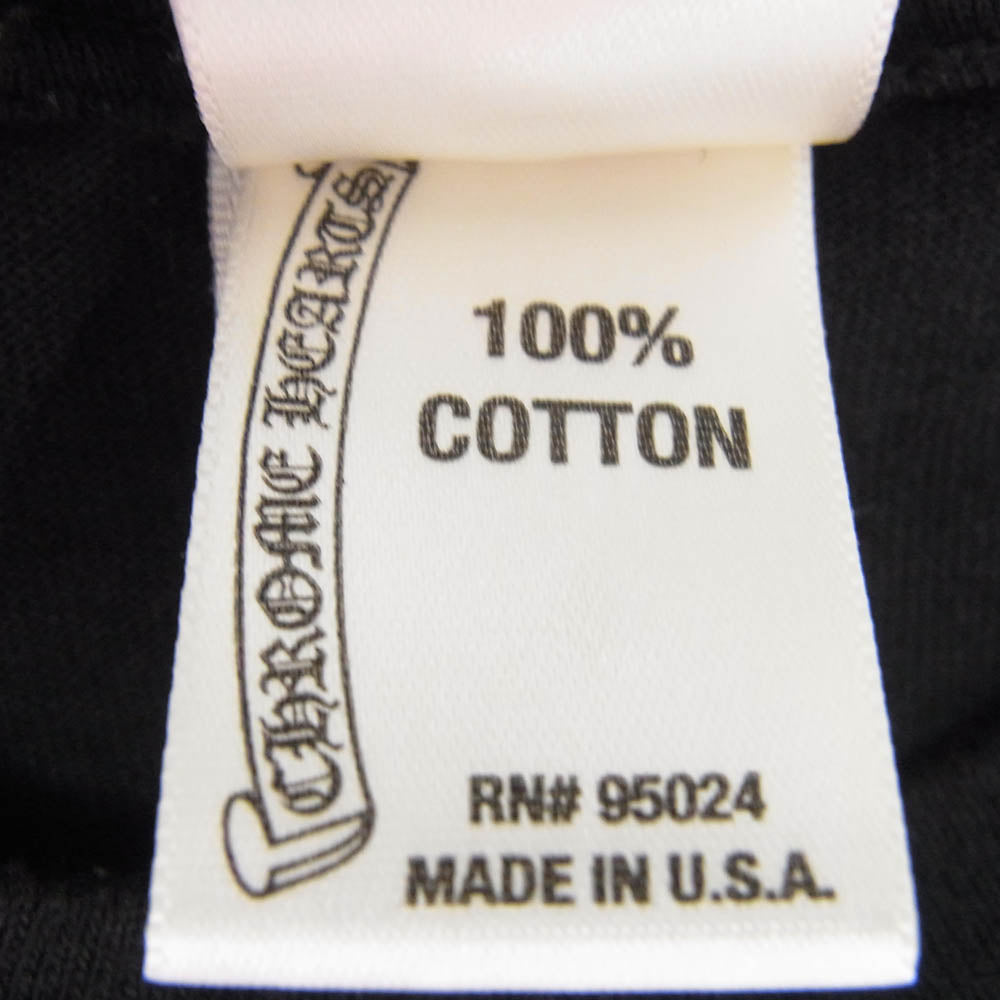 CHROME HEARTS
100%
COTTON
RN# 95024
MADE IN U.S.A.